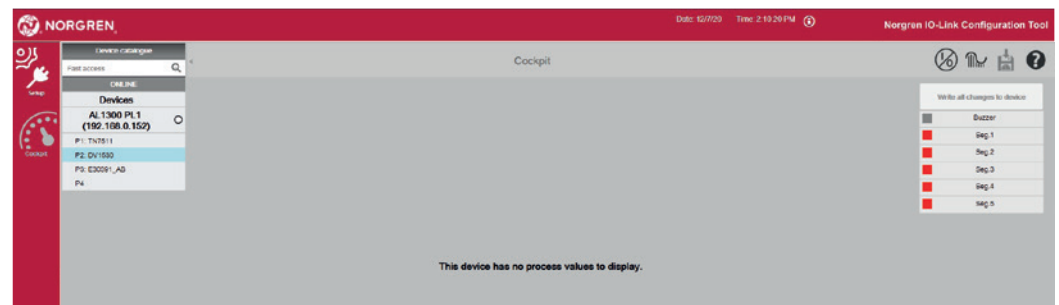 NORGREN
Date: 12/7/20 Time: 2:10:20 PM
Norgren IO-Link Configuration Tool
Setup
Cockpit
Device catalogue
Fast access
ONLINE
Devices
AL1300 PL1
(192.168.0.152)
P1: TN7511
P2: DV1500
P3: E30391_AB
P4
Cockpit
Write all changes to device
Buzzer
Seg.1
Seg.2
Seg.3
Seg.4
Seg.5
This device has no process values to display.